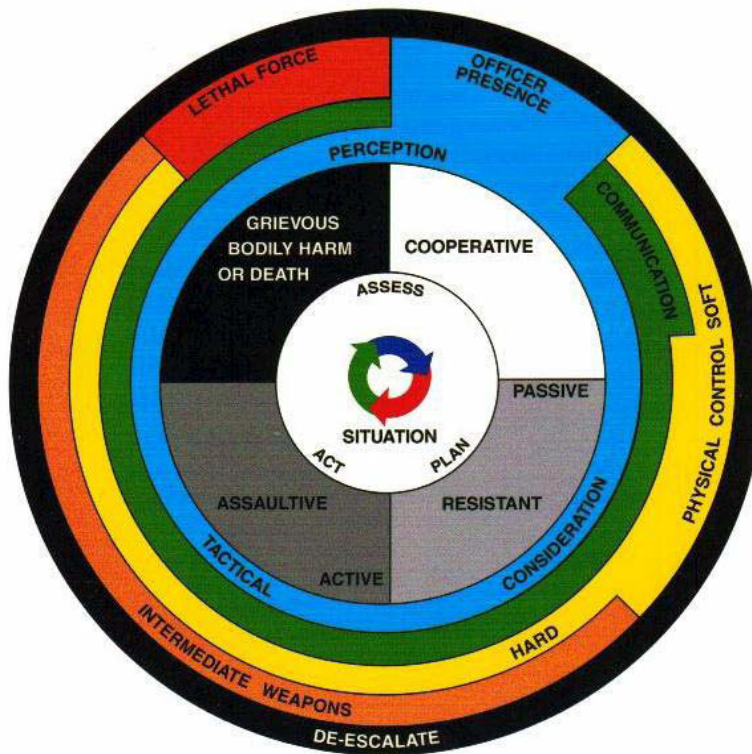 LETHAL FORCE
OFFICER
PRESENCE
PERCEPTION
COMMUNICATION
GRIEVOUS
BODILY HARM
OR DEATH
COOPERATIVE
ASSESS
PHYSICAL CONTROL SOFT
SITUATION
PASSIVE
ACT
PLAN
ASSAULTIVE
RESISTANT
TACTICAL
CONSIDERATION
ACTIVE
INTERMEDIATE WEAPONS
HARD
DE-ESCALATE